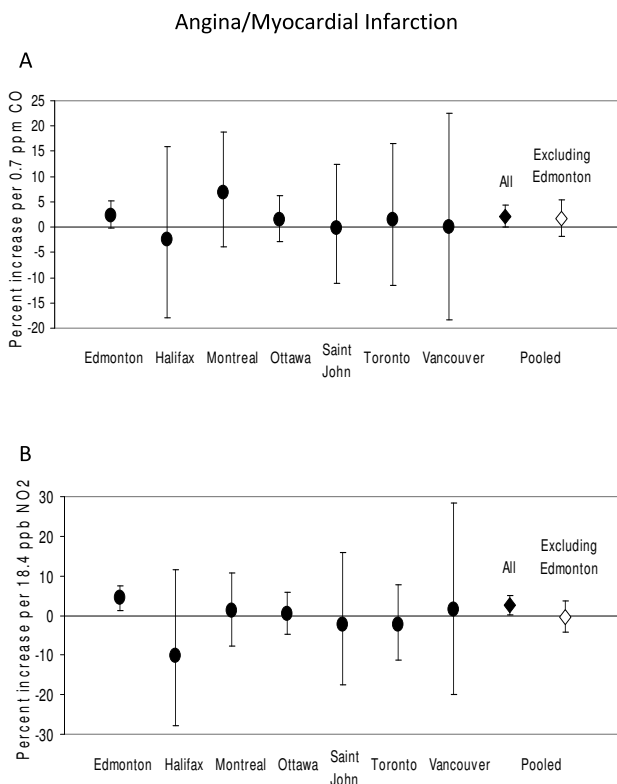 Angina/Myocardial Infarction
A
Percent increase per 0.7 ppm CO
25
20
15
10
5
0
-5
-10
-15
-20
All
Excluding
Edmonton
Edmonton Halifax Montreal Ottawa Saint John Toronto Vancouver Pooled
B
Percent increase per 18.4 ppb NO2
30
20
10
0
-10
-20
-30
All
Excluding
Edmonton
Edmonton Halifax Montreal Ottawa Saint John Toronto Vancouver Pooled